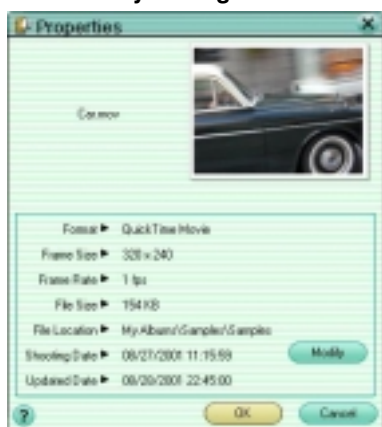 Properties
Car.mov
Format QuickTime Movie
Frame Size 320 x 240
Frame Rate 1 fps
File Size 154 KB
File Location My Albums\Samples\Samples
Shooting Date 08/27/2001 11:15:59
Modify
Updated Date 08/28/2001 22:45:00
?
OK
Cancel